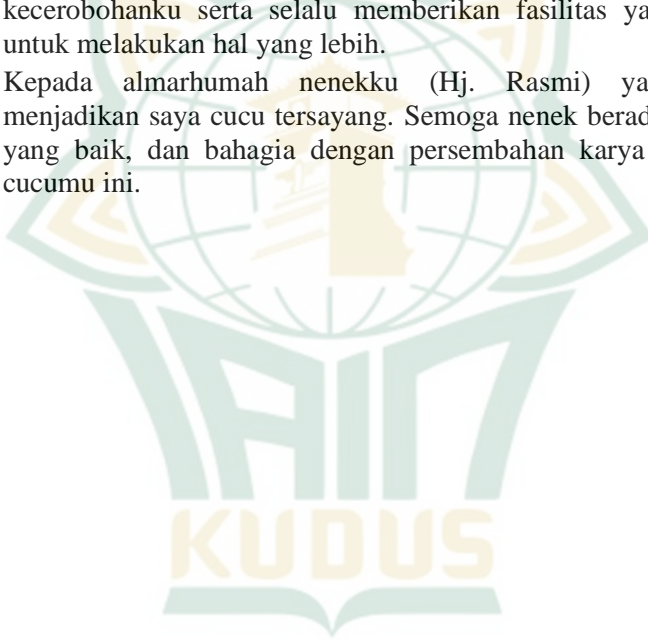 kecerobohanku serta selalu memberikan fasilitas ya
untuk melakukan hal yang lebih.
Kepada almarhumah nenekku (Hj. Rasmi) ya
menjadikan saya cucu tersayang. Semoga nenek berad
yang baik, dan bahagia dengan persembahan karya
cucumu ini.
IAIN
KUDUS